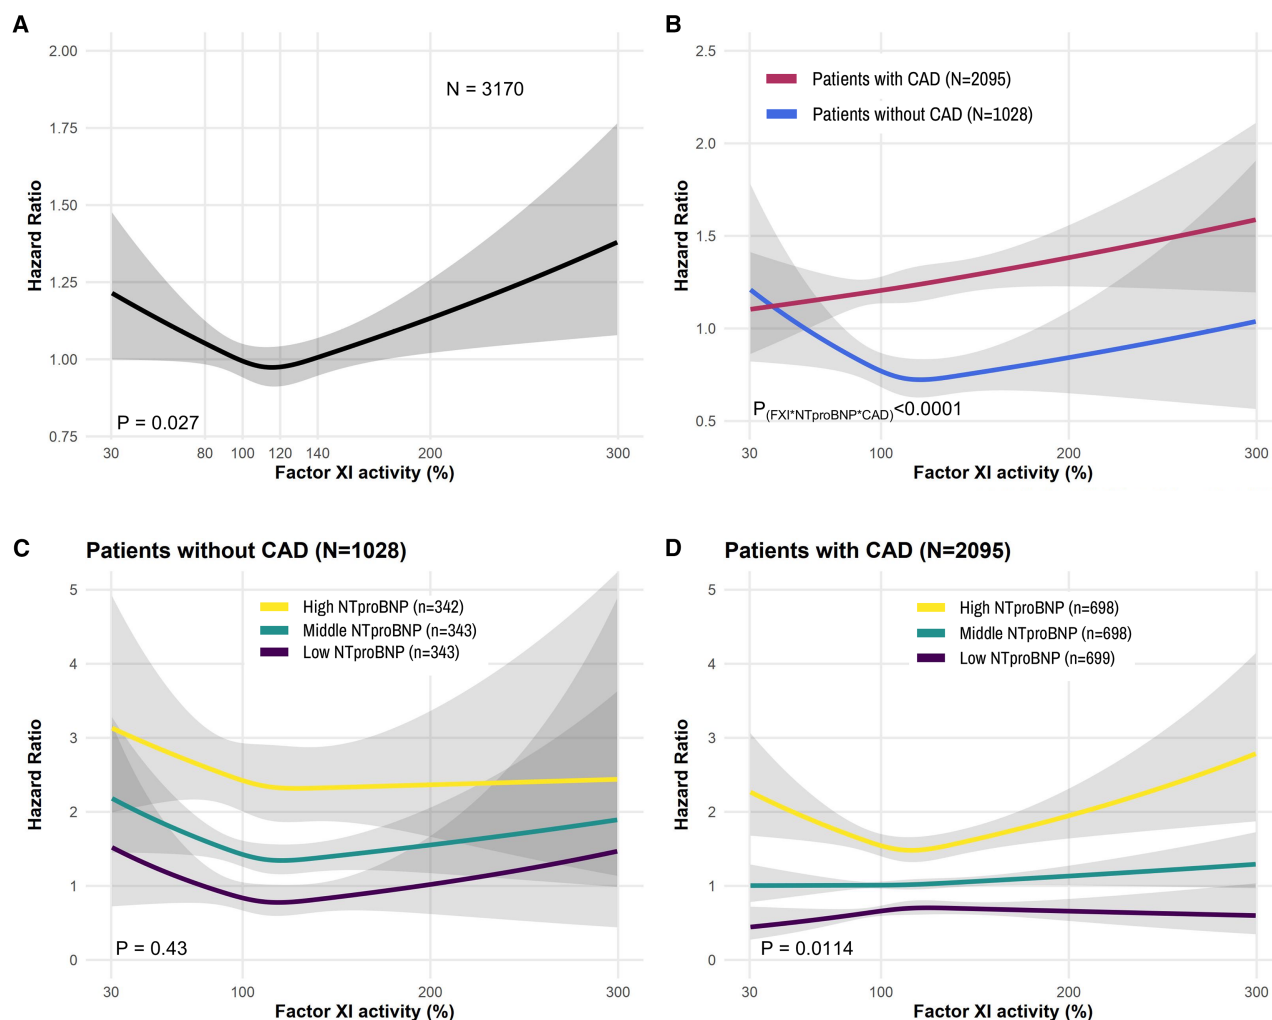 A
2.00
1.75
1.50
1.25
1.00
0.75
Hazard Ratio
N = 3170
P = 0.027
30 80 100 120 140 200 300
Factor XI activity (%)
B
2.5
2.0
1.5
1.0
0.5
Hazard Ratio
Patients with CAD (N=2095)
Patients without CAD (N=1028)
P(FXI*NTproBNP*CAD)<0.0001
30 100 200 300
Factor XI activity (%)
C
Patients without CAD (N=1028)
5
4
3
2
1
0
Hazard Ratio
High NTproBNP (n=342)
Middle NTproBNP (n=343)
Low NTproBNP (n=343)
P = 0.43
30 100 200 300
Factor XI activity (%)
D
Patients with CAD (N=2095)
5
4
3
2
1
0
Hazard Ratio
High NTproBNP (n=698)
Middle NTproBNP (n=698)
Low NTproBNP (n=699)
P = 0.0114
30 100 200 300
Factor XI activity (%)